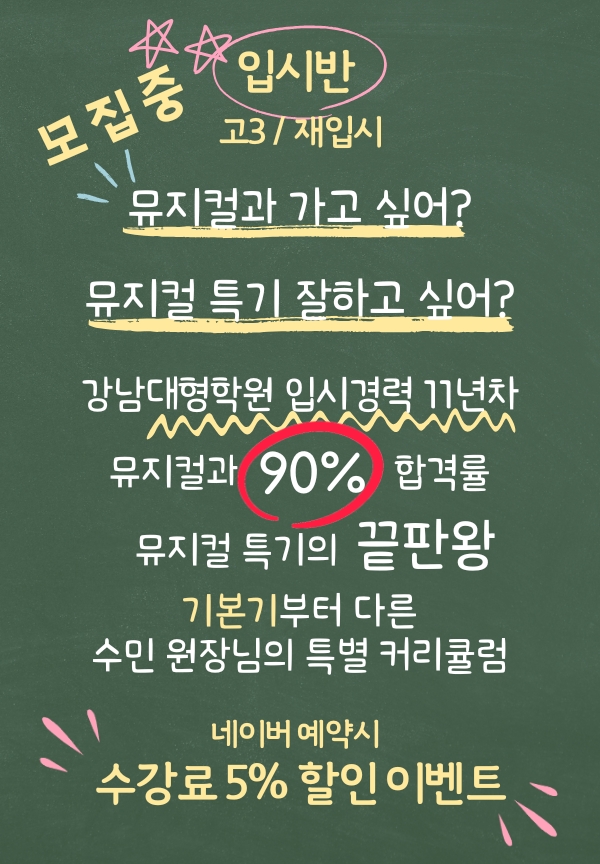 모집중
입시반
고3 / 재입시
뮤지컬과 가고 싶어?
뮤지컬 특기 잘하고 싶어?
강남대형학원 입시경력 11년차
뮤지컬과 90% 합격률
뮤지컬 특기의 끝판왕
기본기부터 다른
수민 원장님의 특별 커리큘럼
네이버 예약시
수강료 5% 할인 이벤트